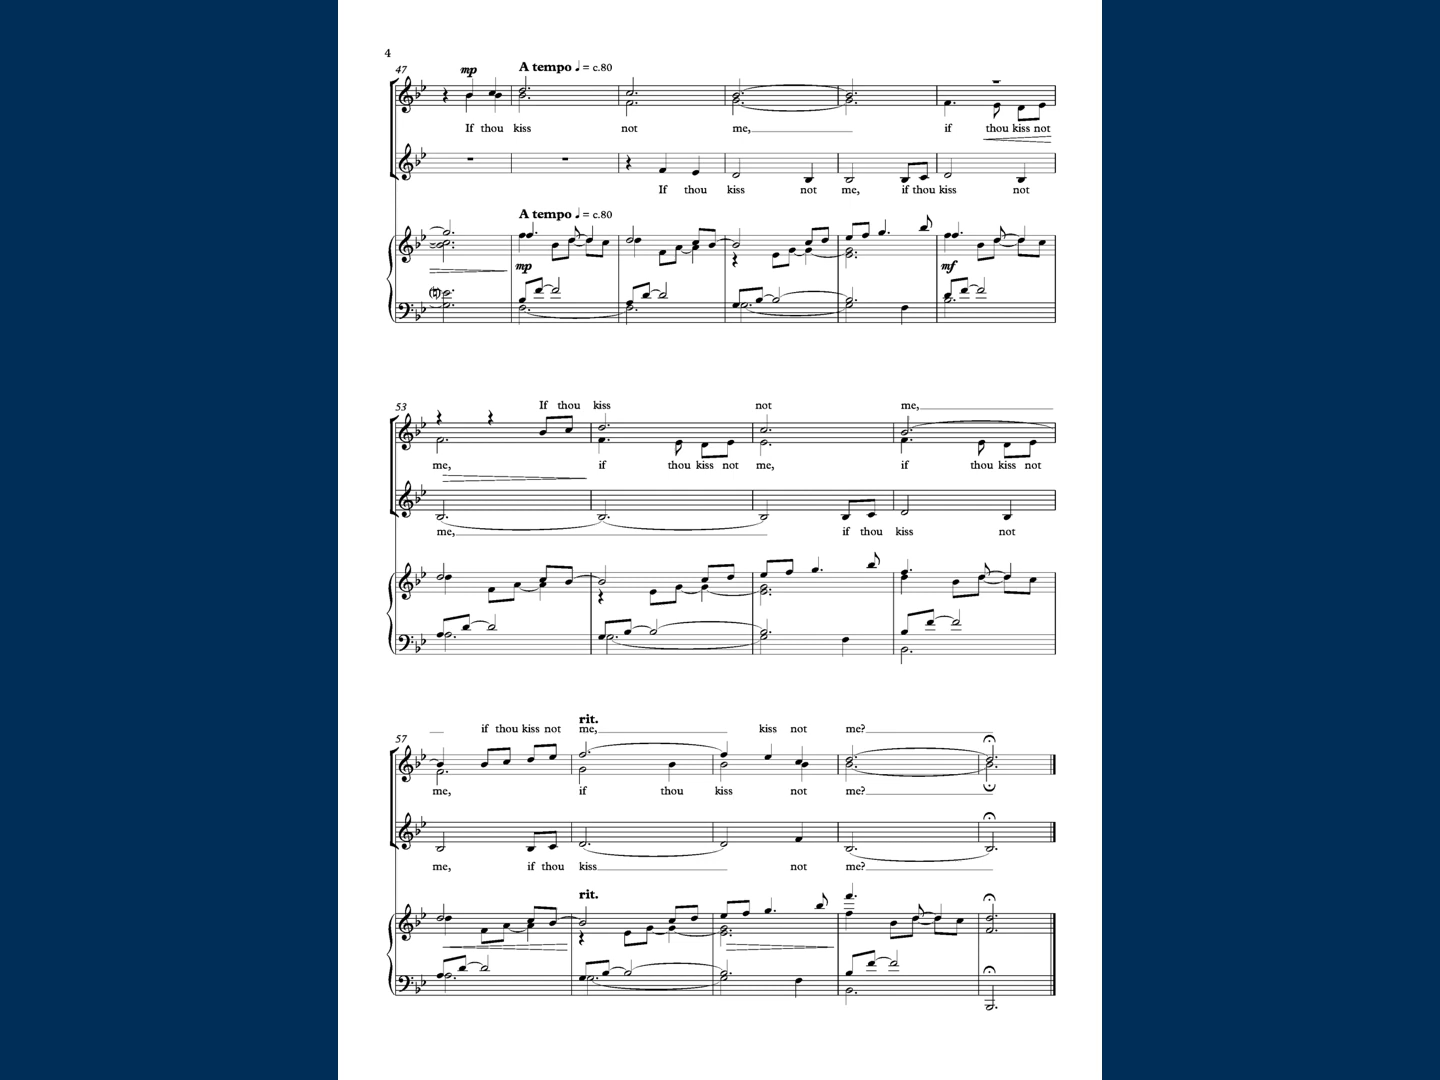 4
47
mp
A tempo ♩ = c.80
If thou kiss not me, if thou kiss not
If thou kiss not me, if thou kiss not
A tempo ♩ = c.80
mp
mf
53
If thou kiss not me,
me, if thou kiss not me, if thou kiss not
me, if thou kiss not
57
rit.
if thou kiss not me, kiss not me?
me, if thou kiss not me?
me, if thou kiss not me?
rit.